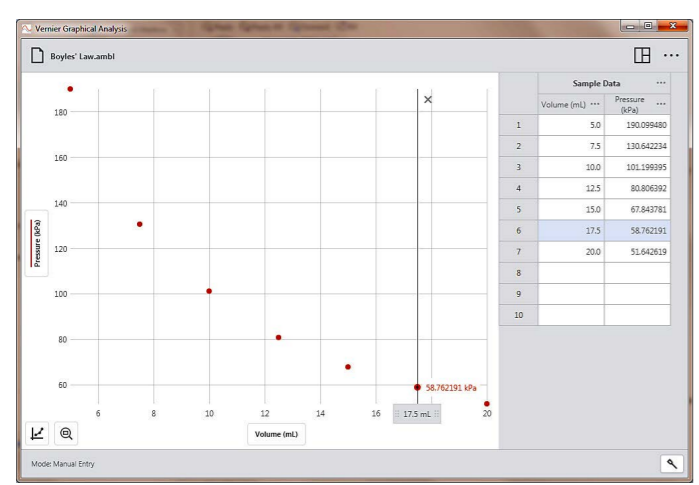 Vernier Graphical Analysis
Boyles' Law.ambl
Sample Data
Volume (mL) Pressure (kPa)
1 5.0 190.099480
2 7.5 130.642234
3 10.0 101.199395
4 12.5 80.806392
5 15.0 67.843781
6 17.5 58.762191
7 20.0 51.642619
8
9
10
Pressure (kPa)
180
160
140
120
100
80
60
58.762191 kPa
6 8 10 12 14 16 17.5 mL 20
Volume (mL)
Mode: Manual Entry